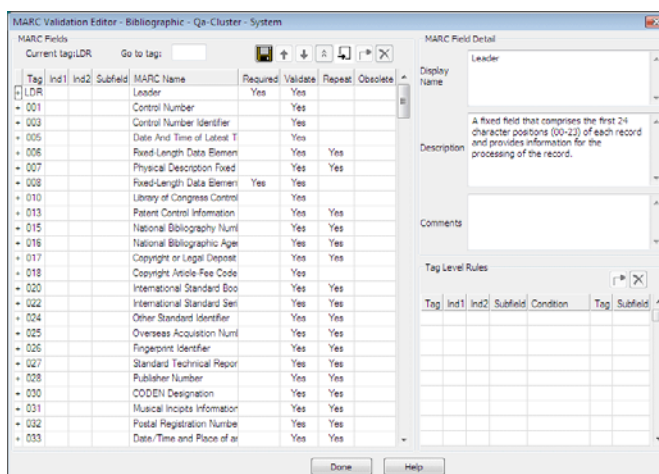 MARC Validation Editor - Bibliographic - Qa-Cluster - System
MARC Fields
Current tag:LDR Go to tag:
Tag Ind1 Ind2 Subfield MARC Name Required Validate Repeat Obsolete
LDR Leader Yes Yes
+ 001 Control Number Yes
+ 003 Control Number Identifier Yes
+ 005 Date And Time of Latest T Yes
+ 006 Fixed-Length Data Elemen Yes Yes
+ 007 Physical Description Fixed Yes Yes
+ 008 Fixed-Length Data Elemen Yes Yes
+ 010 Library of Congress Control Yes
+ 013 Patent Control Information Yes Yes
+ 015 National Bibliography Numl Yes Yes
+ 016 National Bibliographic Agen Yes Yes
+ 017 Copyright or Legal Deposit Yes Yes
+ 018 Copyright Article-Fee Code Yes
+ 020 International Standard Boo Yes Yes
+ 022 International Standard Seri Yes Yes
+ 024 Other Standard Identifier Yes Yes
+ 025 Overseas Acquisition Numl Yes Yes
+ 026 Fingerprint Identifier Yes Yes
+ 027 Standard Technical Repor Yes Yes
+ 028 Publisher Number Yes Yes
+ 030 CODEN Designation Yes Yes
+ 031 Musical Incipits Information Yes Yes
+ 032 Postal Registration Numbe Yes Yes
+ 033 Date/Time and Place of an Yes Yes
MARC Field Detail
Display Name
Leader
Description
A fixed field that comprises the first 24
character positions (00-23) of each record
and provides information for the
processing of the record.
Comments
Tag Level Rules
Tag Ind1 Ind2 Subfield Condition Tag Subfield
Done Help